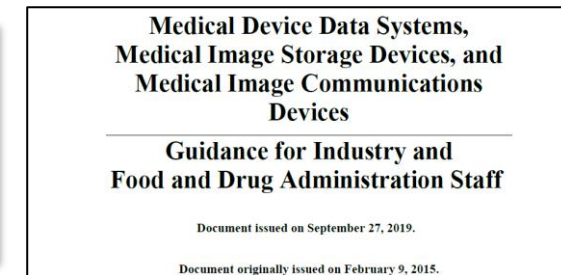 Medical Device Data Systems,
Medical Image Storage Devices, and
Medical Image Communications
Devices
Guidance for Industry and
Food and Drug Administration Staff
Document issued on September 27, 2019.
Document originally issued on February 9, 2015.